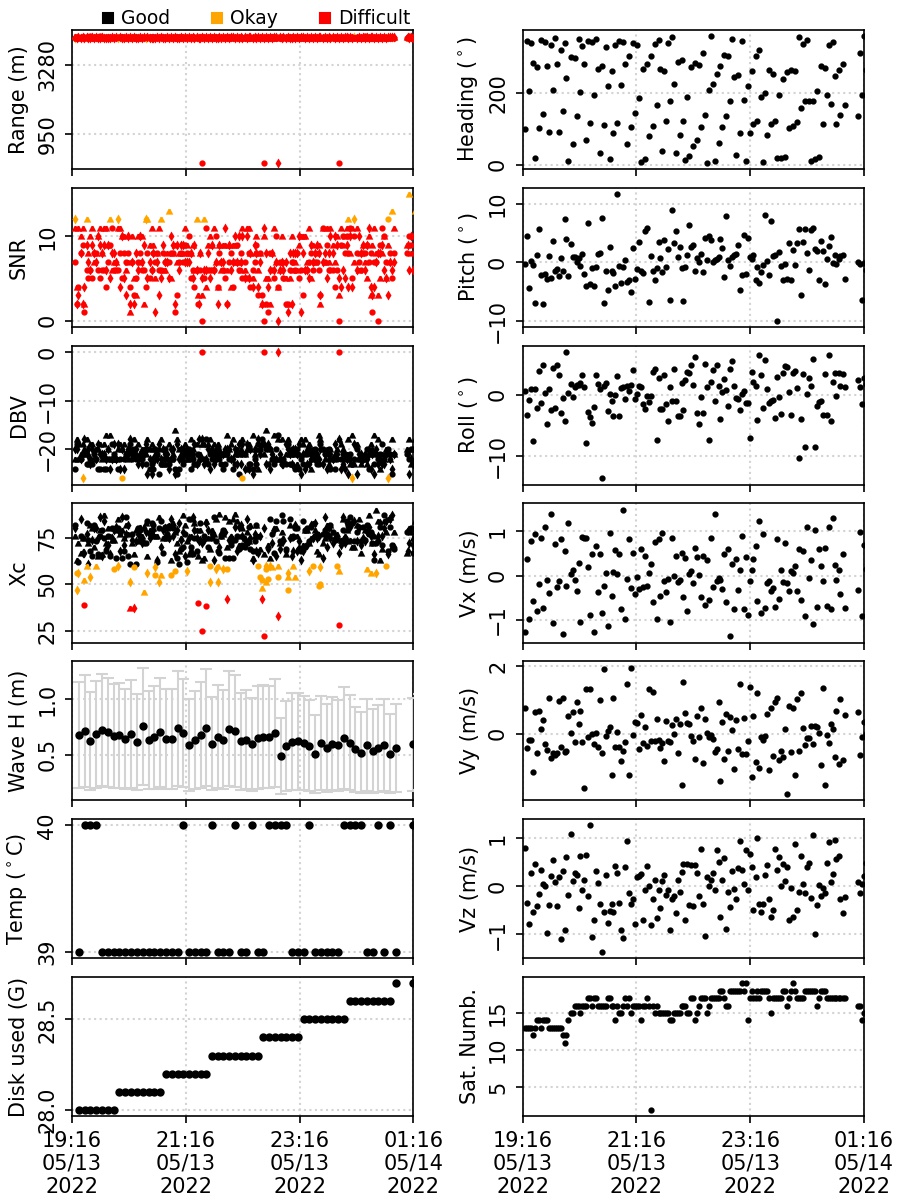 Good Okay Difficult
Range (m)
3280
950
Heading (°)
200
0
SNR
10
0
Pitch (°)
10
0
−10
DBV
0
−10
−20
Roll (°)
0
−10
Xc
75
50
25
Vx (m/s)
1
0
−1
Wave H (m)
1.0
0.5
Vy (m/s)
2
0
Temp (°C)
40
39
Vz (m/s)
1
0
−1
Disk used (G)
28.5
28.0
Sat. Numb.
15
10
5
19:16 21:16 23:16 01:16
05/13 05/13 05/13 05/14
2022 2022 2022 2022
19:16 21:16 23:16 01:16
05/13 05/13 05/13 05/14
2022 2022 2022 2022